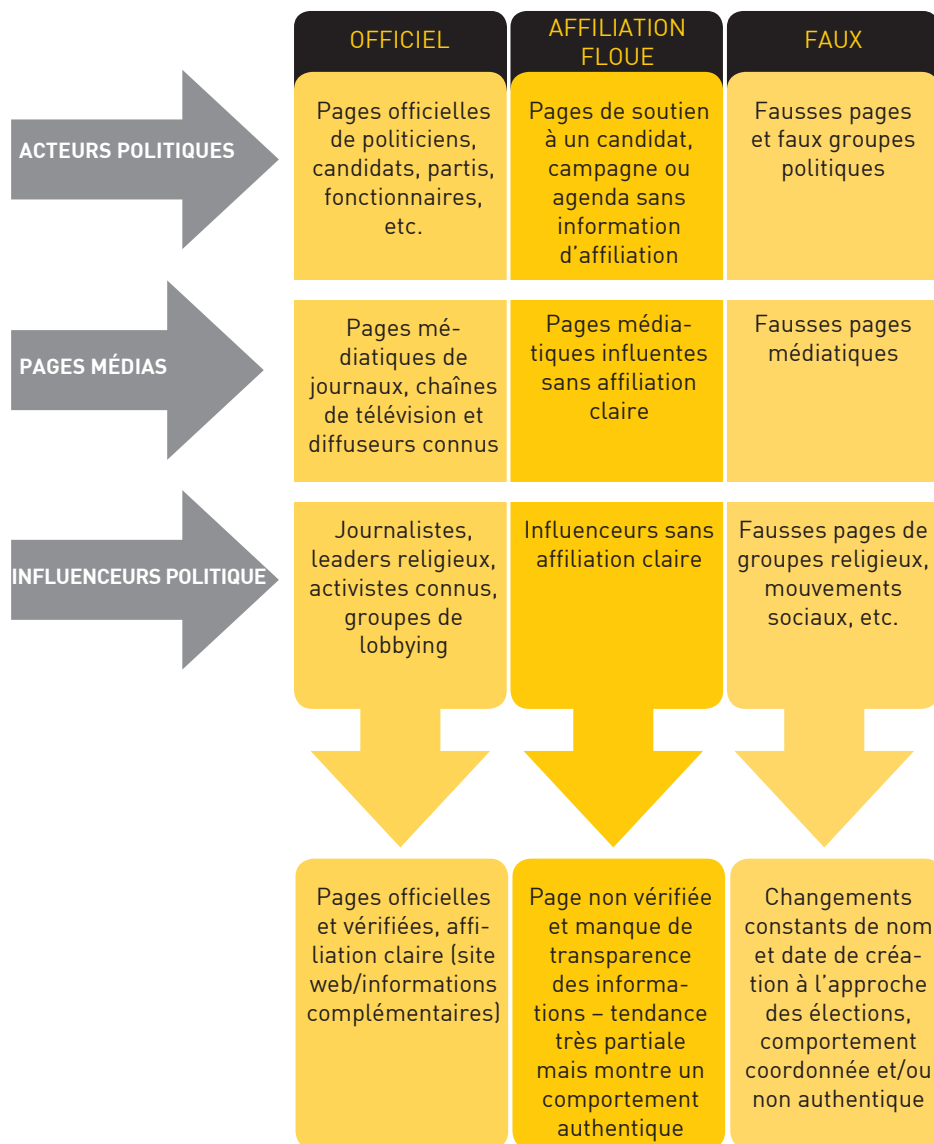 OFFICIEL
AFFILIATION
FLOUE
FAUX
ACTEURS POLITIQUES
Pages officielles
de politiciens,
candidats, partis,
fonctionnaires,
etc.
Pages de soutien
à un candidat,
campagne ou
agenda sans
information
d’affiliation
Fausses pages
et faux groupes
politiques
PAGES MÉDIAS
Pages mé-
diatiques de
journaux, chaînes
de télévision et
diffuseurs connus
Pages média-
tiques influentes
sans affiliation
claire
Fausses pages
médiatiques
INFLUENCEURS POLITIQUE
Journalistes,
leaders religieux,
activistes connus,
groupes de
lobbying
Influenceurs sans
affiliation claire
Fausses pages de
groupes religieux,
mouvements
sociaux, etc.
Pages officielles
et vérifiées, affi-
liation claire (site
web/informations
complémentaires)
Page non vérifiée
et manque de
transparence
des informa-
tions – tendance
très partiale
mais montre un
comportement
authentique
Changements
constants de nom
et date de créa-
tion à l’approche
des élections,
comportement
coordonnée et/ou
non authentique